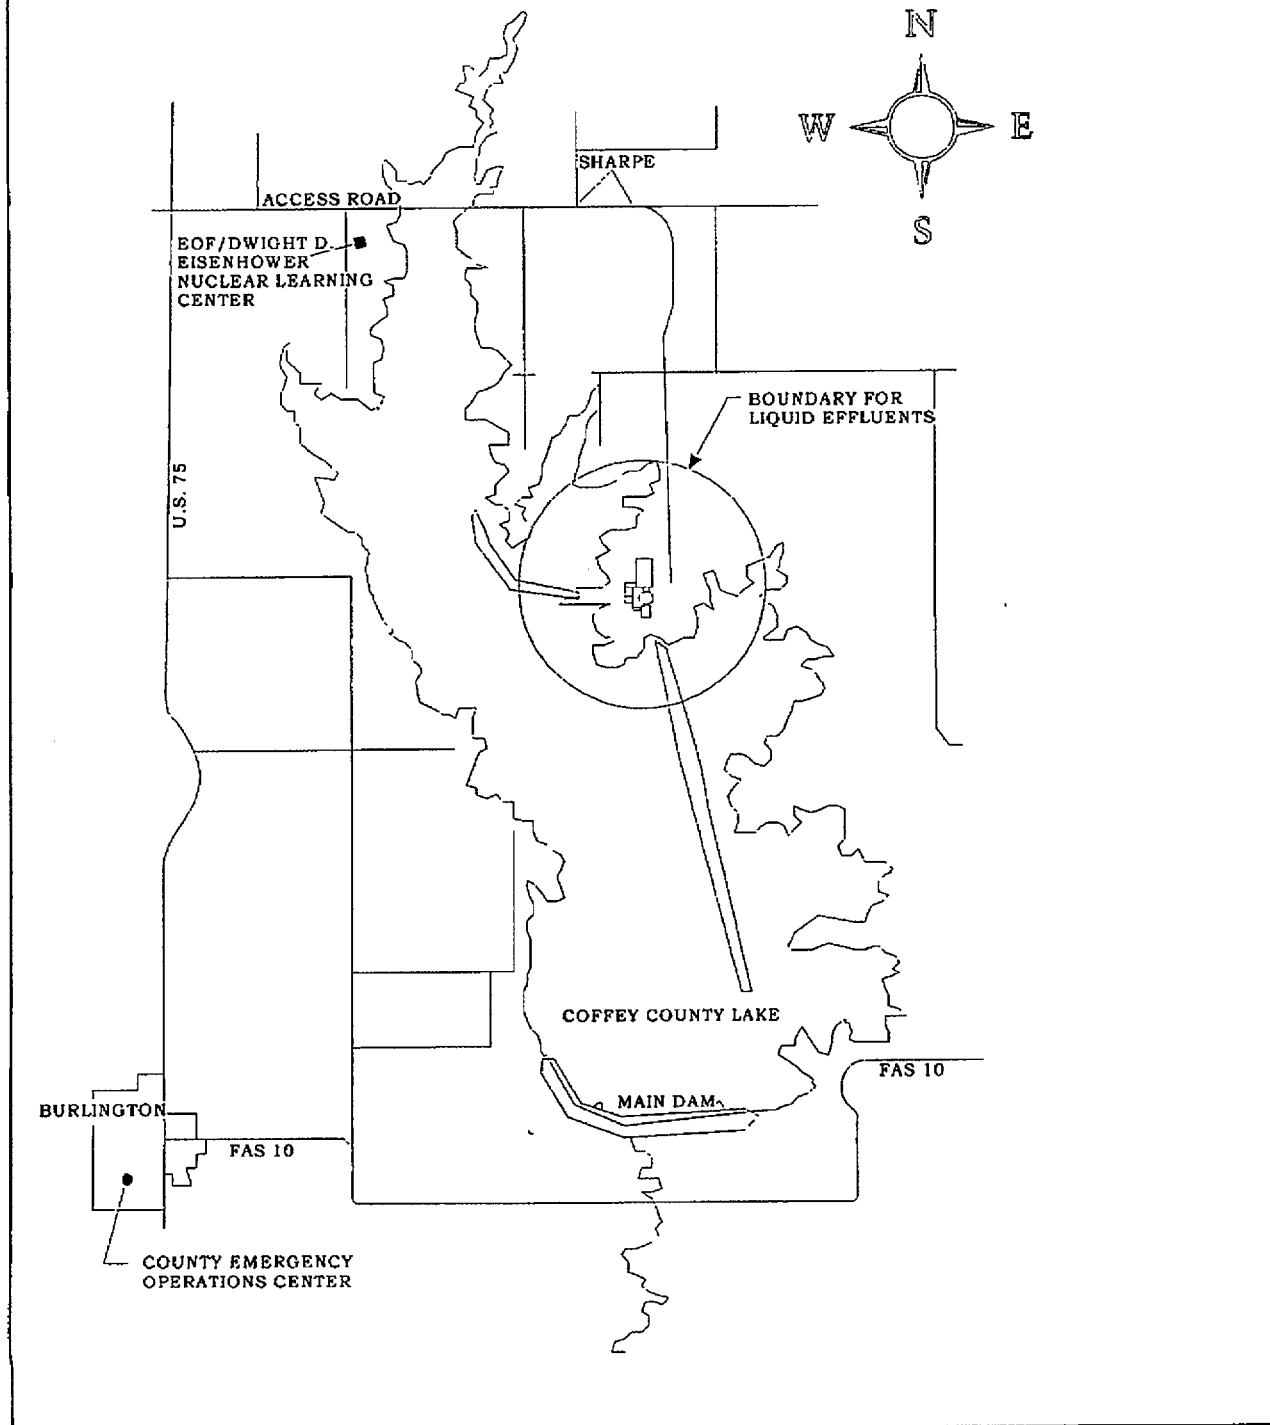 N
W
E
S
SHARPE
ACCESS ROAD
EOF/DWIGHT D.
EISENHOWER
NUCLEAR LEARNING
CENTER
BOUNDARY FOR
LIQUID EFFLUENTS
U.S. 75
COFFEY COUNTY LAKE
FAS 10
MAIN DAM
BURLINGTON
FAS 10
COUNTY EMERGENCY
OPERATIONS CENTER